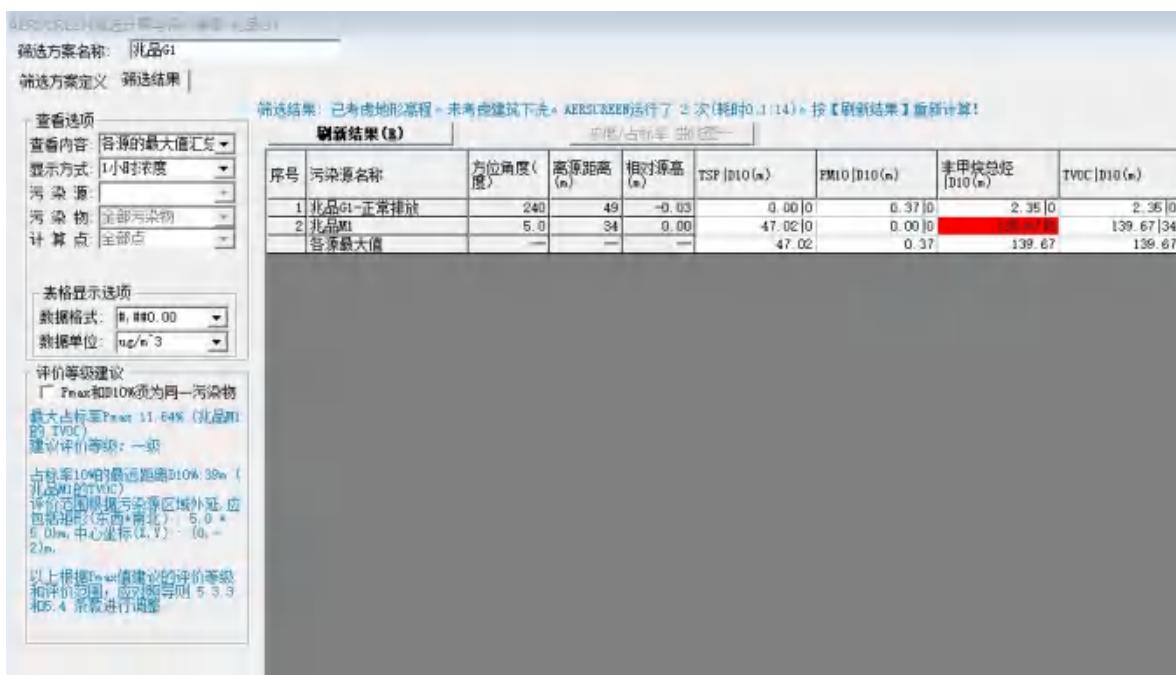 筛选方案名称: 兆品G1
筛选方案定义 筛选结果
筛选结果: 已考虑地形高程。未考虑建筑下洗。AERSCREEN运行了 2 次(耗时0:1:14)。按【刷新结果】重新计算!
查看选项
查看内容: 各源的最大值汇总
显示方式: 1小时浓度
污 染 源:
污 染 物: 全部污染物
计 算 点: 全部点
刷新结果(R)
序号 污染源名称 方位角度(度) 离源距离(m) 相对源高(m) TSP|D10(m) PM10|D10(m) 非甲烷总烃|D10(m) TVOC|D10(m)
1 兆品G1-正常排放 240 49 -0.03 0.00|0 0.37|0 2.35|0 2.35|0
2 兆品M1 5.0 34 0.00 47.02|0 0.00|0 139.67|34
各源最大值 — — — 47.02 0.37 139.67 139.67
表格显示选项
数据格式: #,##0.00
数据单位: ug/m^3
评价等级建议
Pmax和D10%须为同一污染物
最大占标率Pmax 11.64% (兆品M1
的 TVOC)
建议评价等级: 一级
占标率10%的最远距离D10%: (
兆品M1的TVOC)
评价范围根据污染源区域外延,应
包括矩形(东西*南北): 5.0 *
5.0km,中心坐标(X,Y): (0,-
2)m.
以上根据Pmax值建议的评价等级
和评价范围,应对照导则 5.3.3
和5.4 条款进行调整